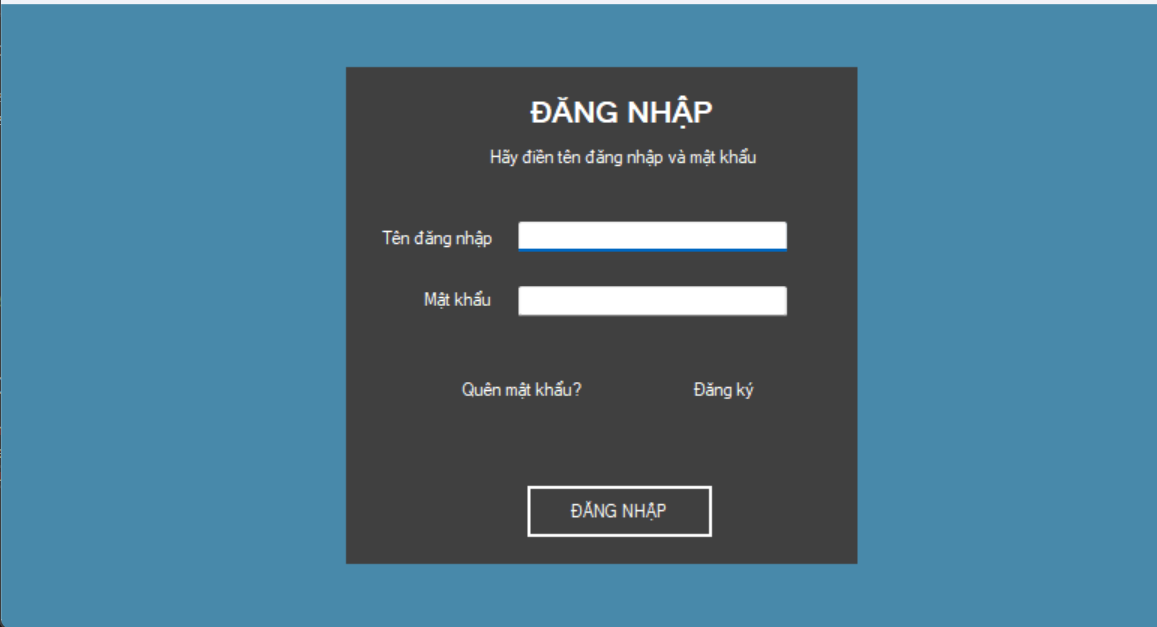 ĐĂNG NHẬP
Hãy điền tên đăng nhập và mật khẩu
Tên đăng nhập
Mật khẩu
Quên mật khẩu? Đăng ký
ĐĂNG NHẬP